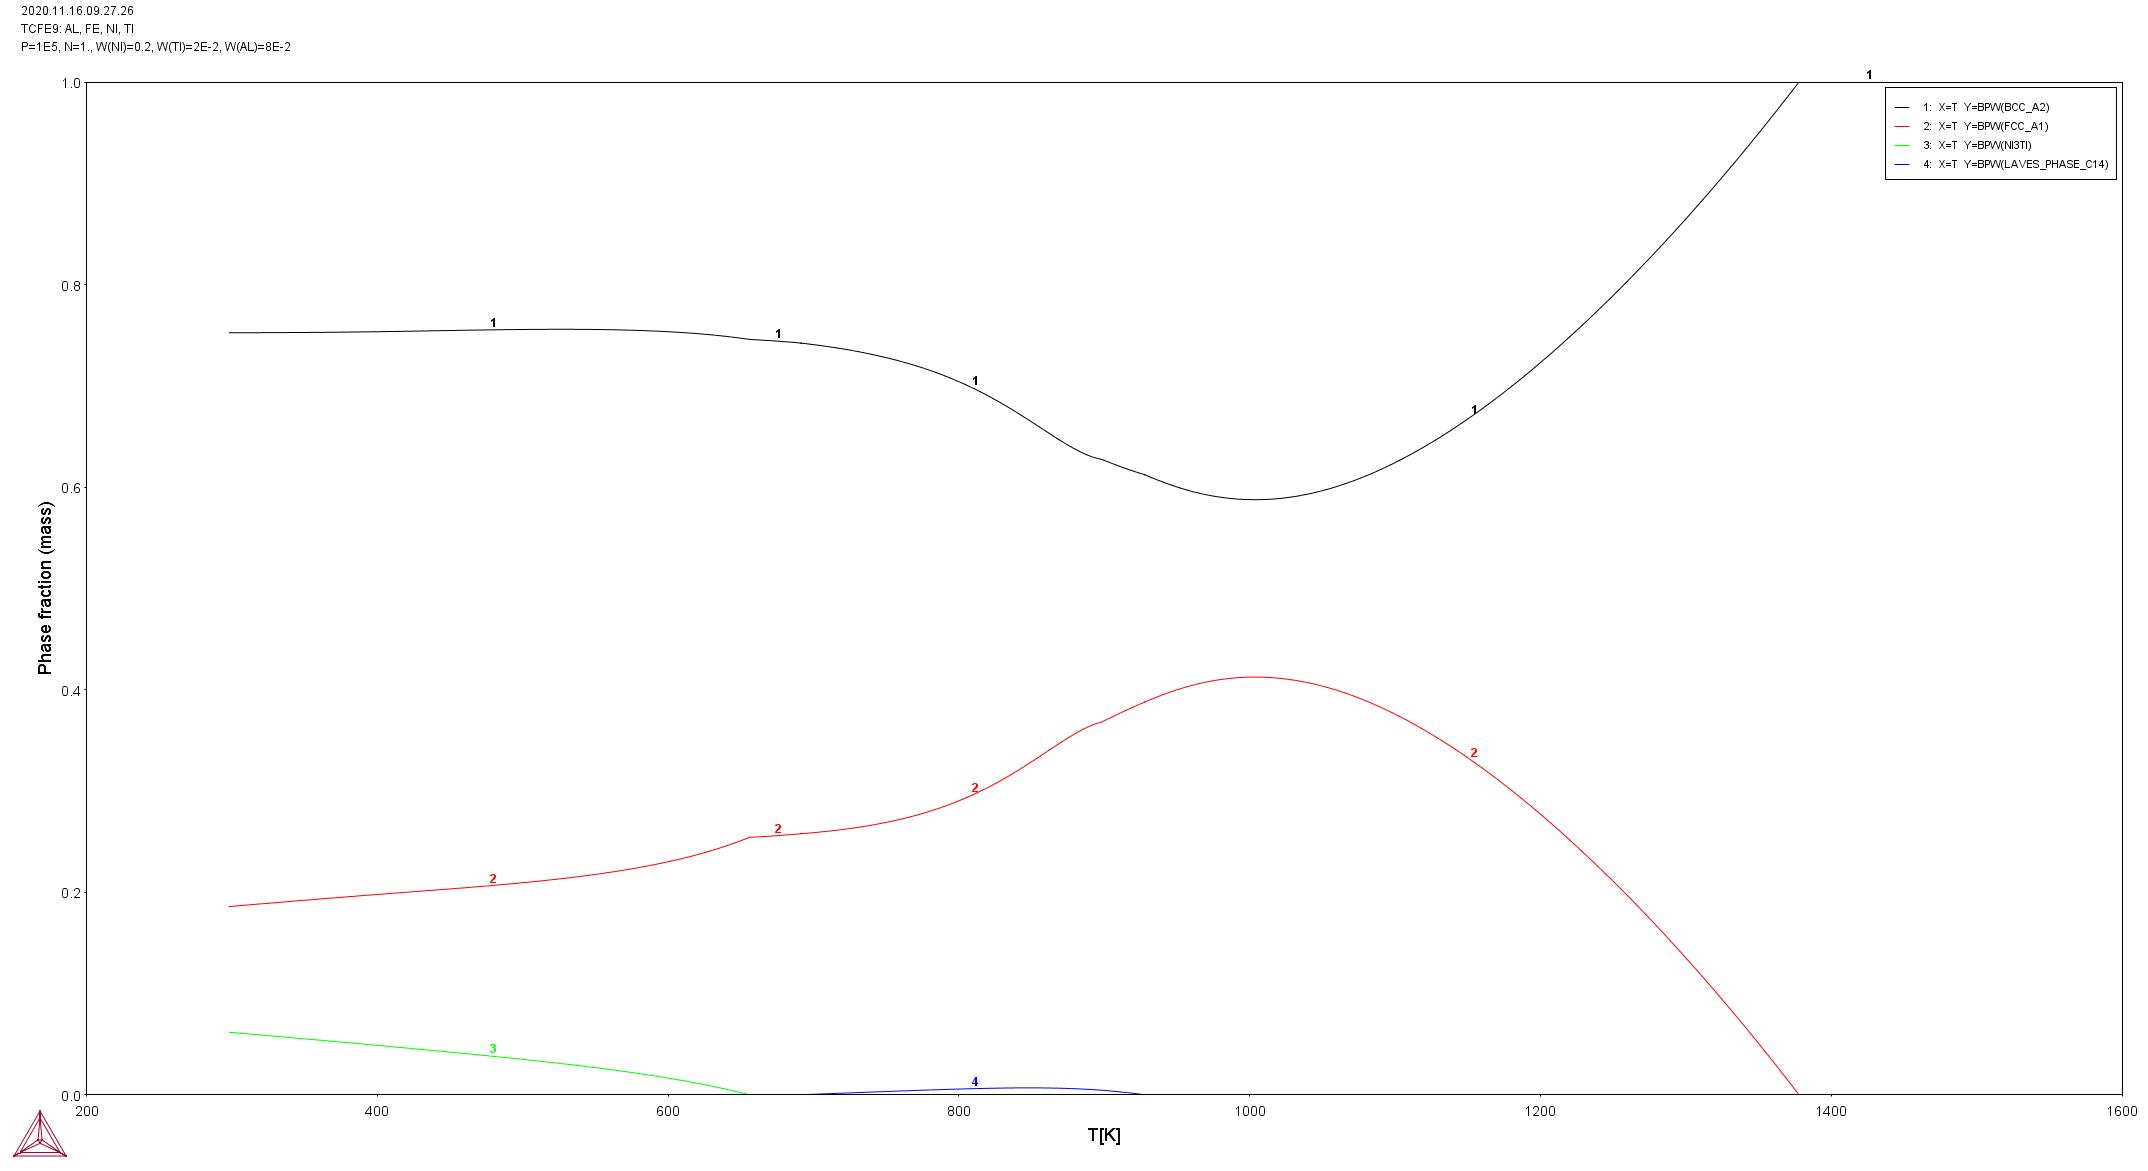 2020.11.16.09.27.26
TCFE9: AL, FE, NI, TI
P=1E5, N=1., W(NI)=0.2, W(TI)=2E-2, W(AL)=8E-2
1
1.0
1: X=T Y=BPW(BCC_A2)
2: X=T Y=BPW(FCC_A1)
3: X=T Y=BPW(NI3TI)
4: X=T Y=BPW(LAVES_PHASE_C14)
0.8
1
1
1
1
0.6
Phase fraction (mass)
0.4
2
2
2
2
0.2
3
4
0.0
200 400 600 800 1000 1200 1400 1600
T[K]